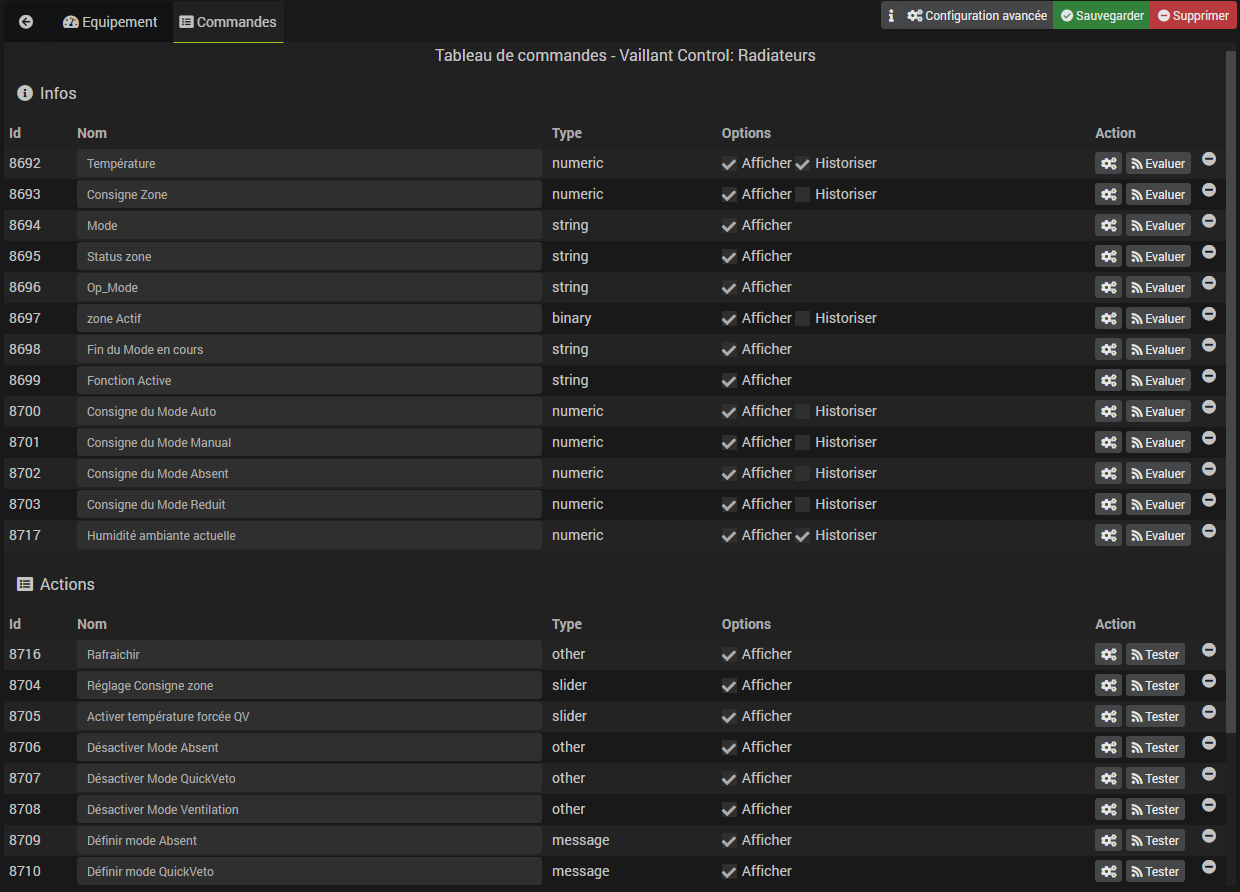 Equipement Commandes Configuration avancée Sauvegarder Supprimer
Tableau de commandes - Vaillant Control: Radiateurs
Infos
Id Nom Type Options Action
8692 Température numeric Afficher Historiser Evaluer
8693 Consigne Zone numeric Afficher Historiser Evaluer
8694 Mode string Afficher Evaluer
8695 Status zone string Afficher Evaluer
8696 Op_Mode string Afficher Evaluer
8697 zone Actif binary Afficher Historiser Evaluer
8698 Fin du Mode en cours string Afficher Evaluer
8699 Fonction Active string Afficher Evaluer
8700 Consigne du Mode Auto numeric Afficher Historiser Evaluer
8701 Consigne du Mode Manual numeric Afficher Historiser Evaluer
8702 Consigne du Mode Absent numeric Afficher Historiser Evaluer
8703 Consigne du Mode Reduit numeric Afficher Historiser Evaluer
8717 Humidité ambiante actuelle numeric Afficher Historiser Evaluer
Actions
Id Nom Type Options Action
8716 Rafraichir other Afficher Tester
8704 Réglage Consigne zone slider Afficher Tester
8705 Activer température forcée QV slider Afficher Tester
8706 Désactiver Mode Absent other Afficher Tester
8707 Désactiver Mode QuickVeto other Afficher Tester
8708 Désactiver Mode Ventilation other Afficher Tester
8709 Définir mode Absent message Afficher Tester
8710 Définir mode QuickVeto message Afficher Tester